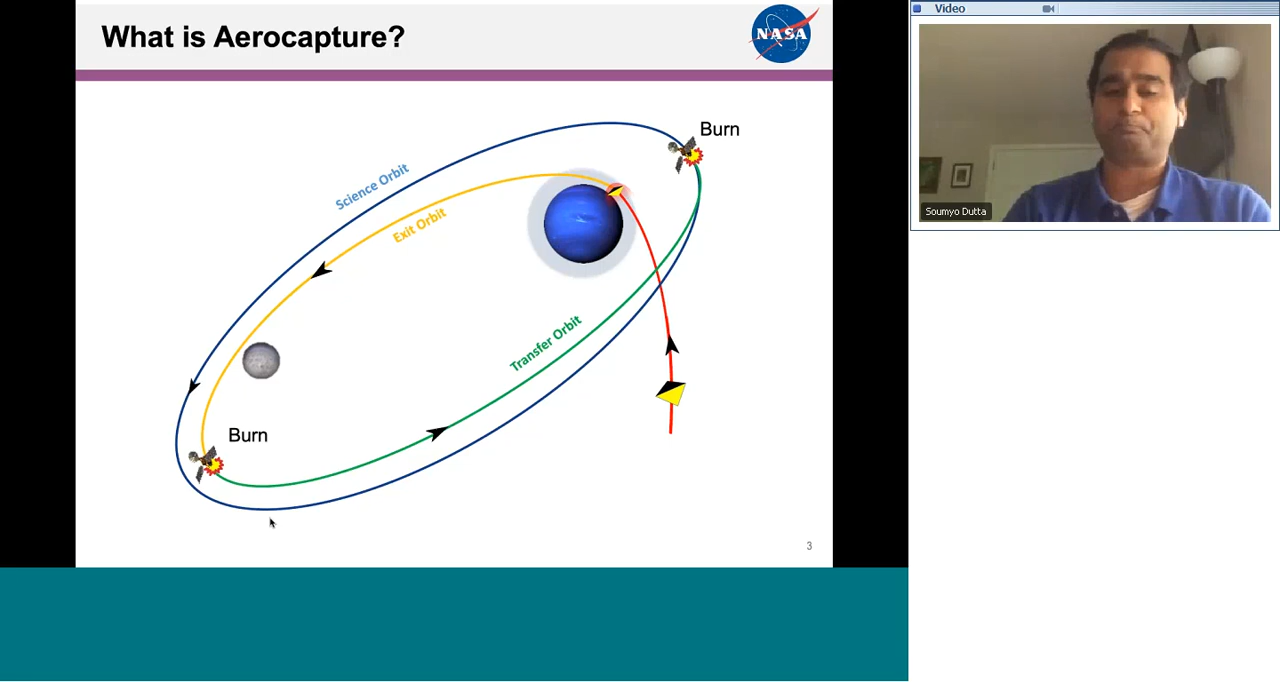 What is Aerocapture?
NASA
Burn
Science Orbit
Exit Orbit
Transfer Orbit
Burn
3
Video
Soumyo Dutta